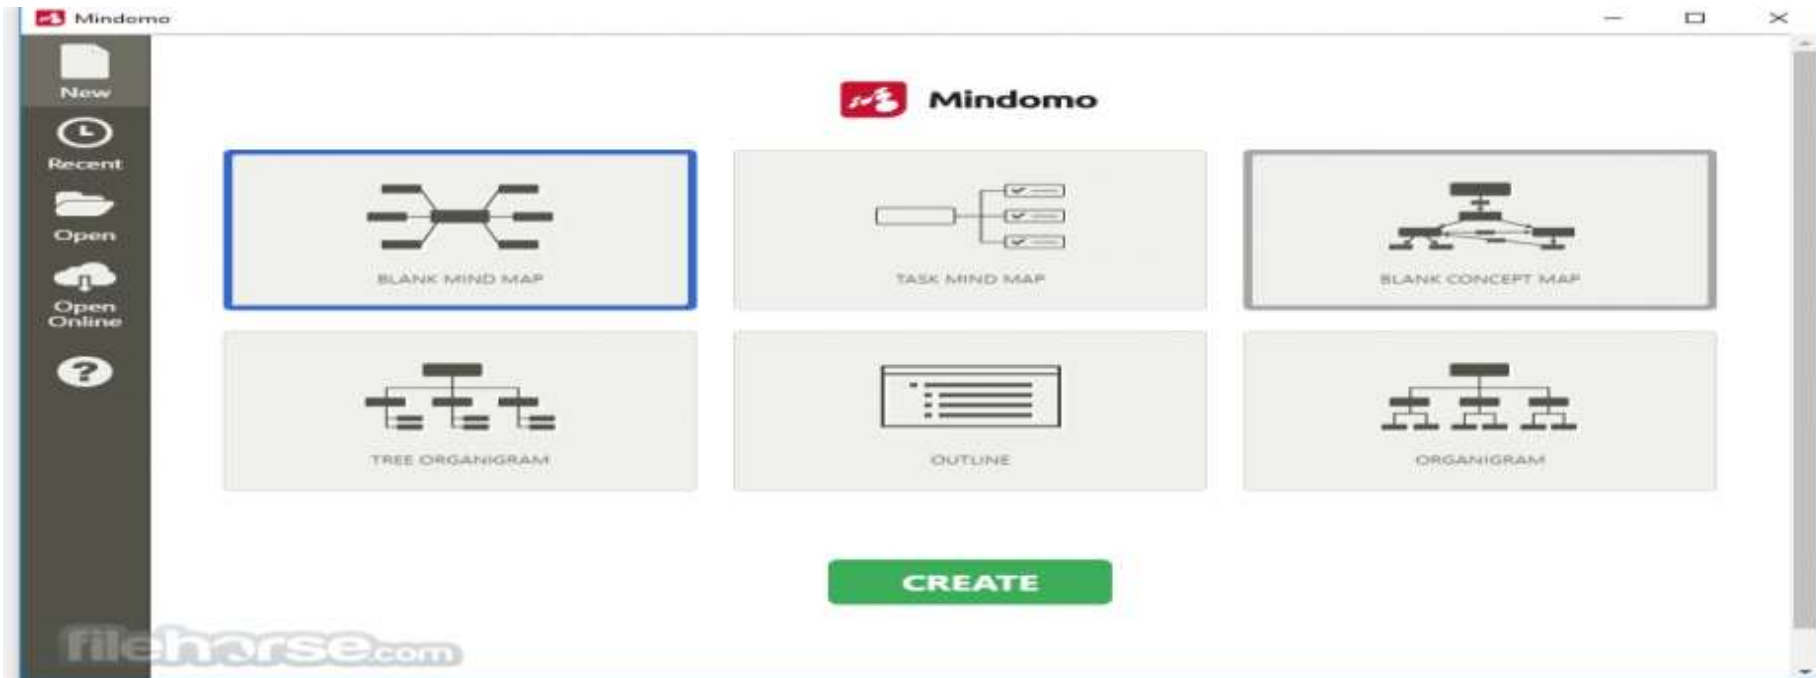 Mindomo
New
Recent
Open
Open
Online
?
Mindomo
BLANK MIND MAP
TASK MIND MAP
BLANK CONCEPT MAP
TREE ORGANIGRAM
OUTLINE
ORGANIGRAM
CREATE
filehorse.com